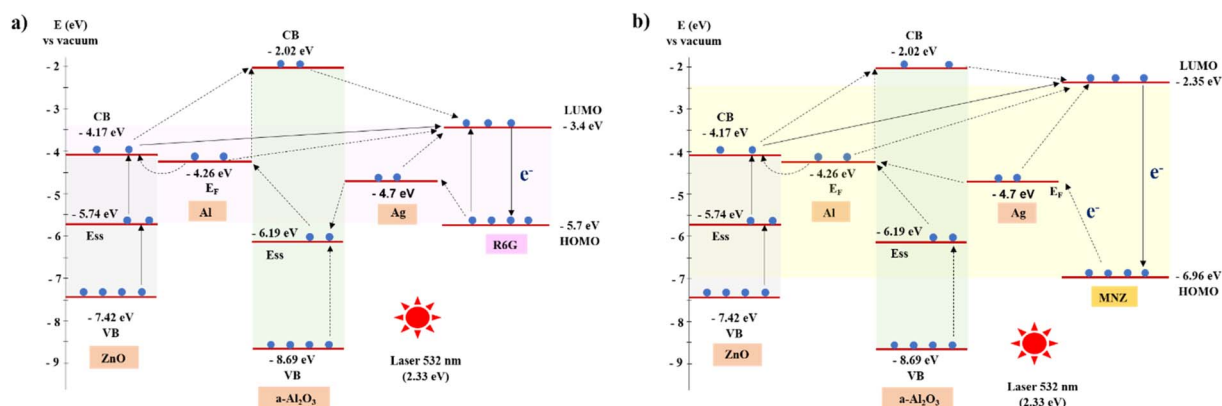 a)
E (eV)
vs vacuum
- 2
- 3
- 4
- 5
- 6
- 7
- 8
- 9
CB
- 2.02 eV
CB
- 4.17 eV
- 4.26 eV
E_F
Al
- 5.74 eV
Ess
- 7.42 eV
VB
ZnO
- 6.19 eV
Ess
- 8.69 eV
VB
a-Al₂O₃
- 4.7 eV
Ag
LUMO
- 3.4 eV
e⁻
- 5.7 eV
HOMO
R6G
Laser 532 nm
(2.33 eV)
b)
E (eV)
vs vacuum
- 2
- 3
- 4
- 5
- 6
- 7
- 8
- 9
CB
- 2.02 eV
CB
- 4.17 eV
- 4.26 eV
E_F
Al
- 5.74 eV
Ess
- 7.42 eV
VB
ZnO
- 6.19 eV
Ess
- 8.69 eV
VB
a-Al₂O₃
- 4.7 eV
E_F
Ag
e⁻
LUMO
- 2.35 eV
e⁻
- 6.96 eV
HOMO
MNZ
Laser 532 nm
(2.33 eV)